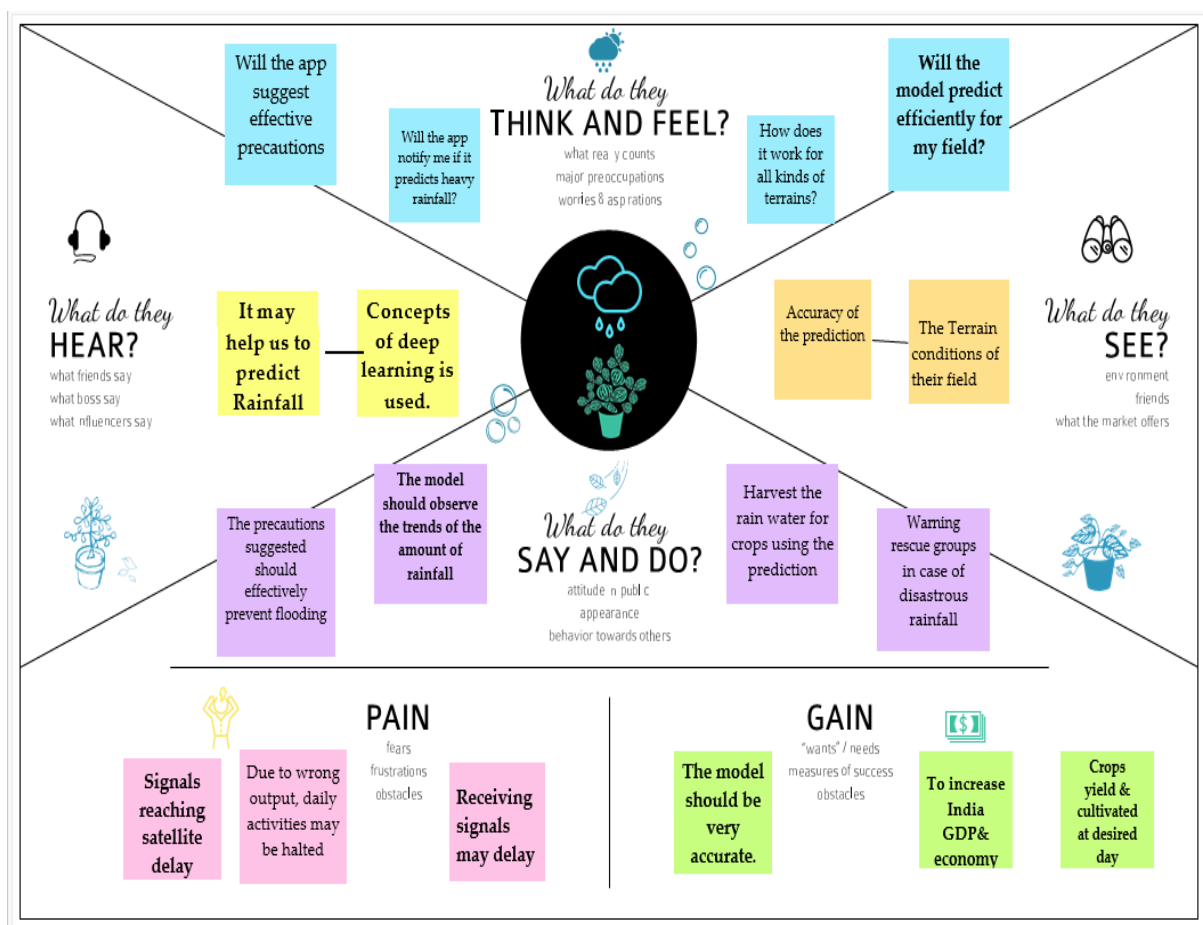 Will the app
suggest
effective
precautions
Will the app
notify me if it
predicts heavy
rainfall?
What do they
THINK AND FEEL?
what rea y counts
major preoccupations
worries & asp rations
How does
it work for
all kinds of
terrains?
Will the
model predict
efficiently for
my field?
What do they
HEAR?
what friends say
what boss say
what nfluencers say
It may
help us to
predict
Rainfall
Concepts
of deep
learning is
used.
Accuracy of
the prediction
The Terrain
conditions of
their field
What do they
SEE?
env ronment
friends
what the market offers
The precautions
suggested
should
effectively
prevent flooding
The model
should observe
the trends of the
amount of
rainfall
What do they
SAY AND DO?
attitude n publ c
appearance
behavior towards others
Harvest the
rain water for
crops using the
prediction
Warning
rescue groups
in case of
disastrous
rainfall
PAIN
fears
frustrations
obstacles
Signals
reaching
satellite
delay
Due to wrong
output, daily
activities may
be halted
Receiving
signals
may delay
GAIN
"wants" / needs
measures of success
obstacles
The model
should be
very
accurate.
$
To increase
India
GDP&
economy
Crops
yield &
cultivated
at desired
day